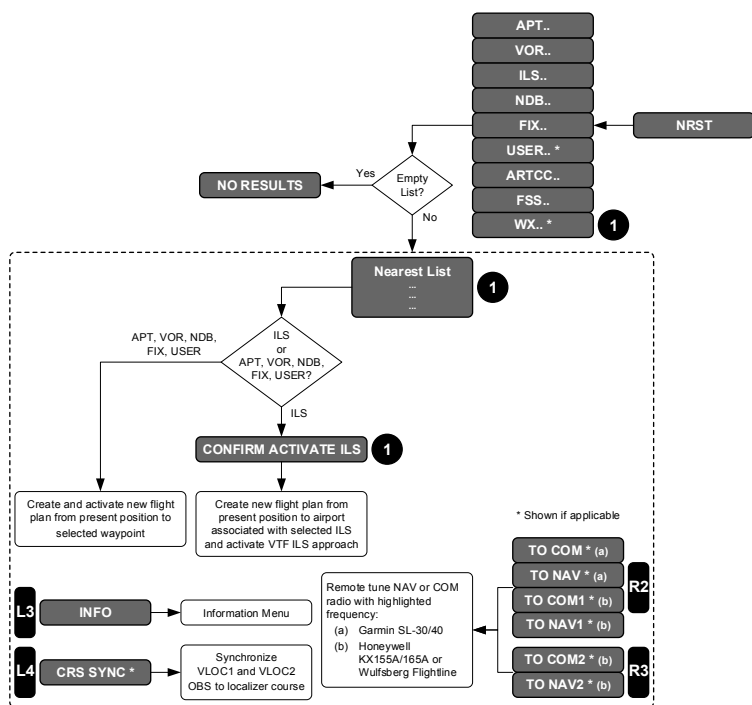 APT..
VOR..
ILS..
NDB..
FIX..
NRST
USER.. *
ARTCC..
FSS..
WX.. *
1
Yes
Empty
List?
NO RESULTS
No
Nearest List
...
...
...
1
APT, VOR, NDB,
FIX, USER
ILS
or
APT, VOR, NDB,
FIX, USER?
ILS
CONFIRM ACTIVATE ILS
1
Create and activate new flight
plan from present position to
selected waypoint
Create new flight plan from
present position to airport
associated with selected ILS
and activate VTF ILS approach
* Shown if applicable
TO COM * (a)
TO NAV * (a)
TO COM1 * (b)
TO NAV1 * (b)
R2
TO COM2 * (b)
TO NAV2 * (b)
R3
Remote tune NAV or COM
radio with highlighted
frequency:
(a) Garmin SL-30/40
(b) Honeywell
KX155A/165A or
Wulfsberg Flightline
L3
INFO
Information Menu
L4
CRS SYNC *
Synchronize
VLOC1 and VLOC2
OBS to localizer course